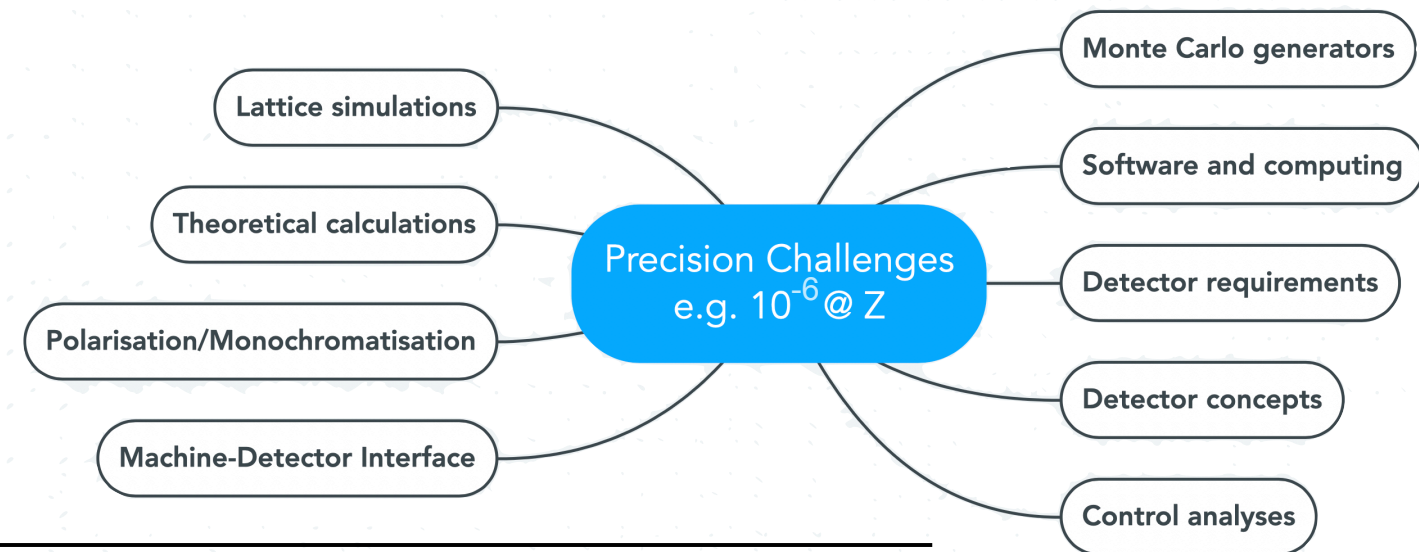 Lattice simulations
Theoretical calculations
Polarisation/Monochromatisation
Machine-Detector Interface
Precision Challenges
e.g. 10⁻⁶@ Z
Monte Carlo generators
Software and computing
Detector requirements
Detector concepts
Control analyses